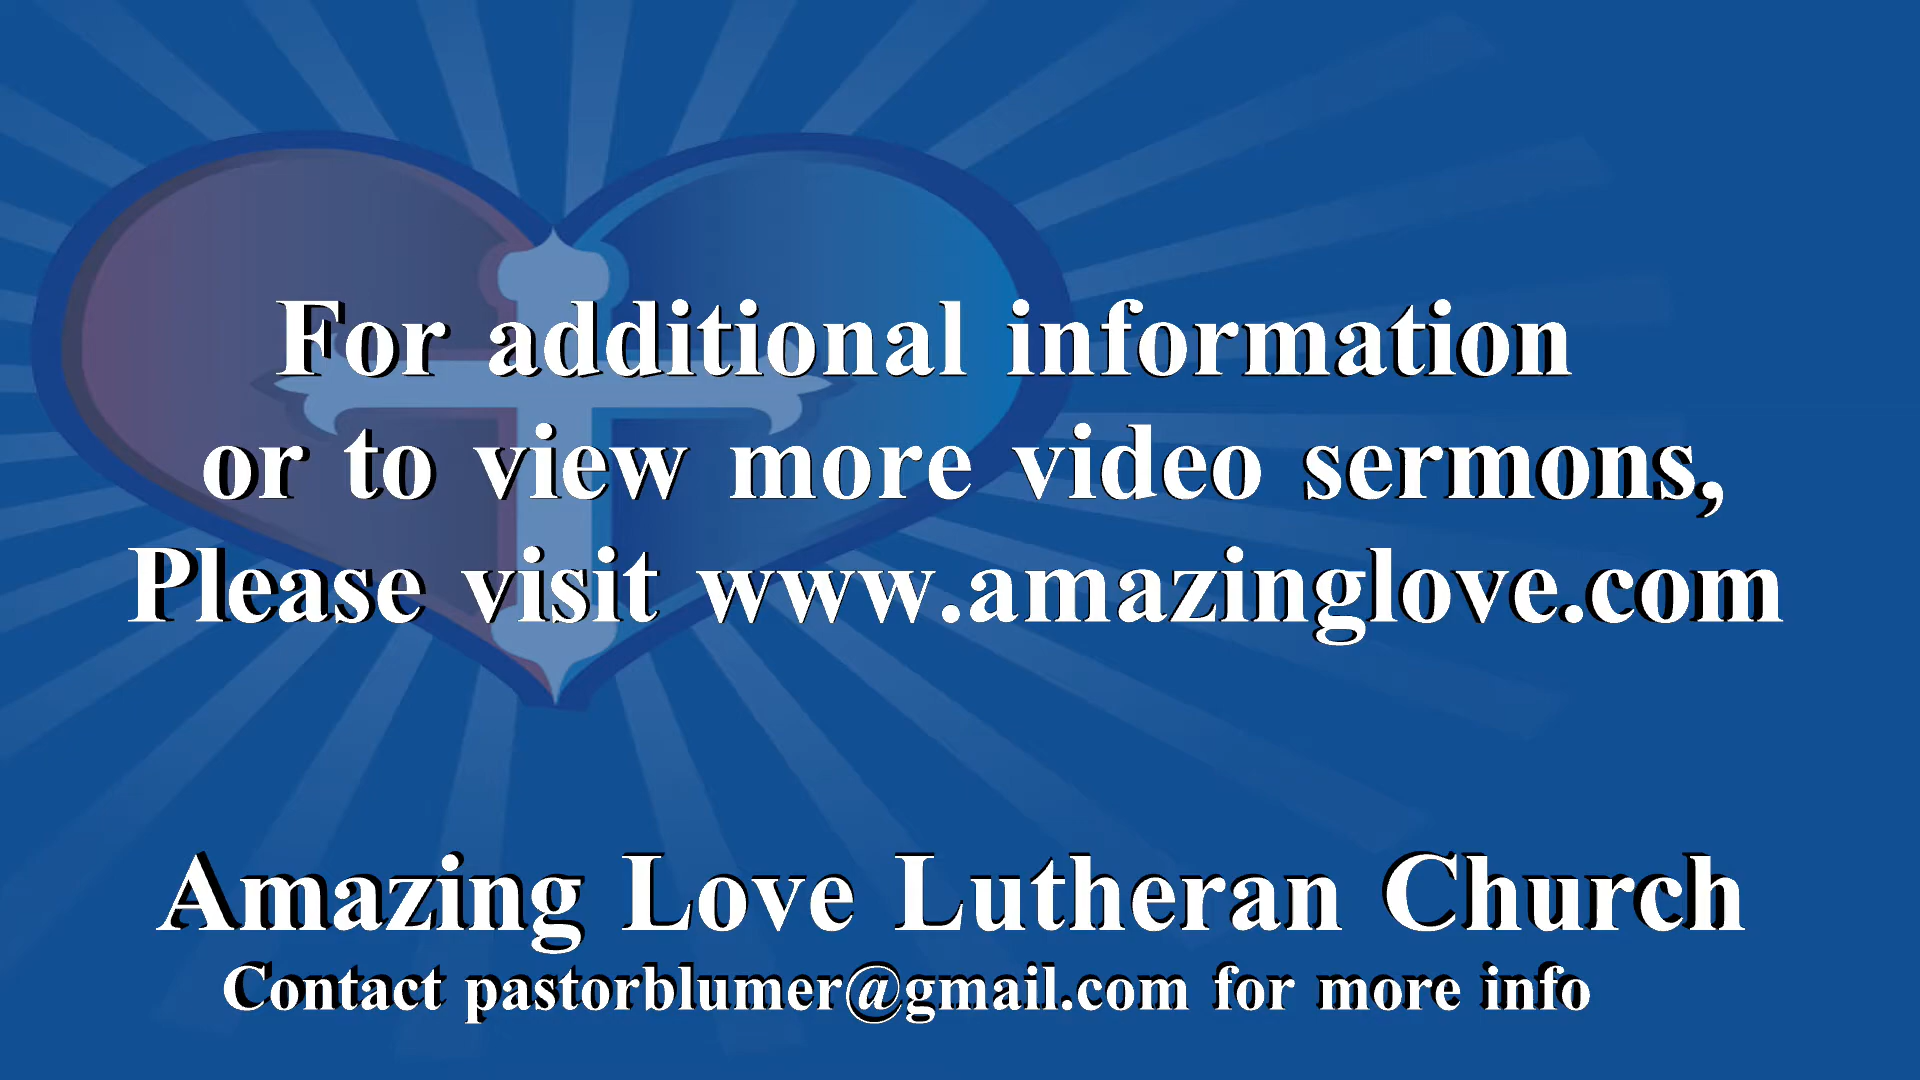 For additional information
or to view more video sermons,
Please visit www.amazinglove.com
Amazing Love Lutheran Church
Contact pastorblumer@gmail.com for more info